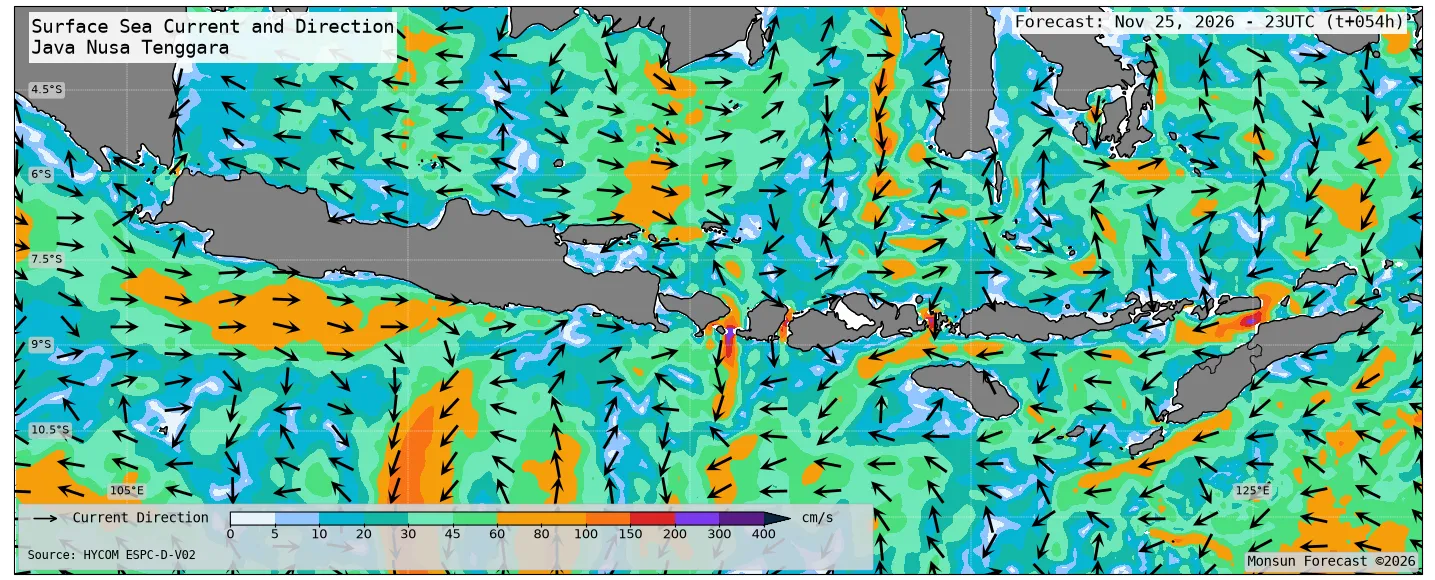 Surface Sea Current and Direction
Java Nusa Tenggara
Forecast: Nov 25, 2026 - 23UTC (t+054h)
4.5°S
6°S
7.5°S
9°S
10.5°S
105°E
125°E
Current Direction
0 5 10 20 30 45 60 80 100 150 200 300 400
cm/s
Source: HYCOM ESPC-D-V02
Monsun Forecast ©2026